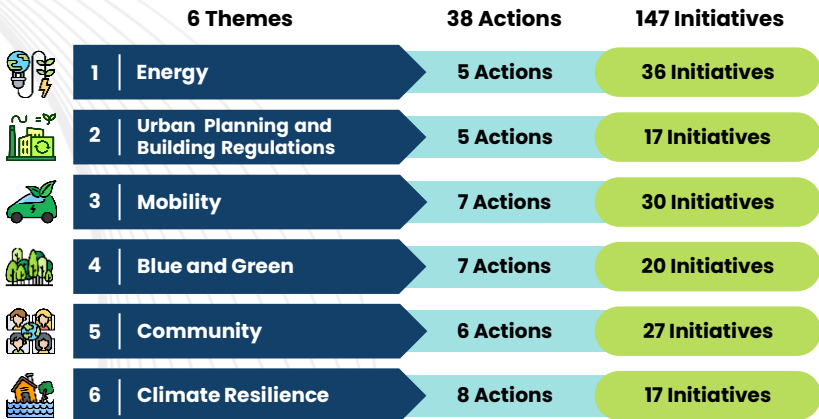 6 Themes
38 Actions
147 Initiatives
1
Energy
5 Actions
36 Initiatives
2
Urban Planning and
Building Regulations
5 Actions
17 Initiatives
3
Mobility
7 Actions
30 Initiatives
4
Blue and Green
7 Actions
20 Initiatives
5
Community
6 Actions
27 Initiatives
6
Climate Resilience
8 Actions
17 Initiatives